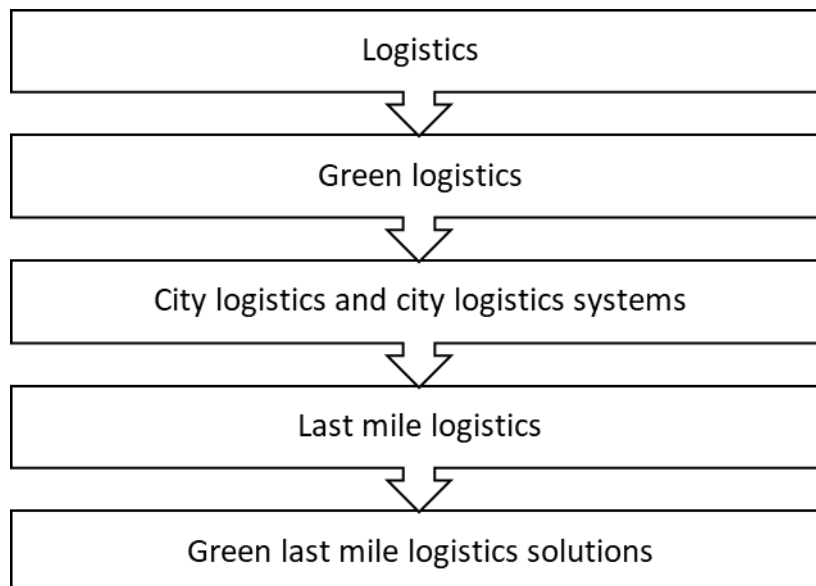 Logistics
Green logistics
City logistics and city logistics systems
Last mile logistics
Green last mile logistics solutions